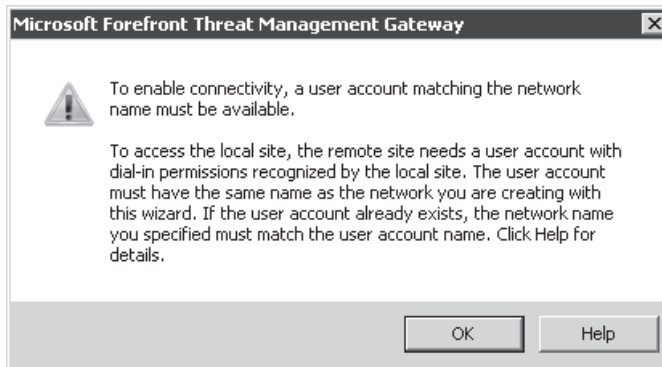 Microsoft Forefront Threat Management Gateway
To enable connectivity, a user account matching the network
name must be available.
To access the local site, the remote site needs a user account with
dial-in permissions recognized by the local site. The user account
must have the same name as the network you are creating with
this wizard. If the user account already exists, the network name
you specified must match the user account name. Click Help for
details.
OK
Help